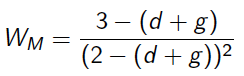 W_M = \frac{3 − (d + g)}{(2 − (d + g))^2}